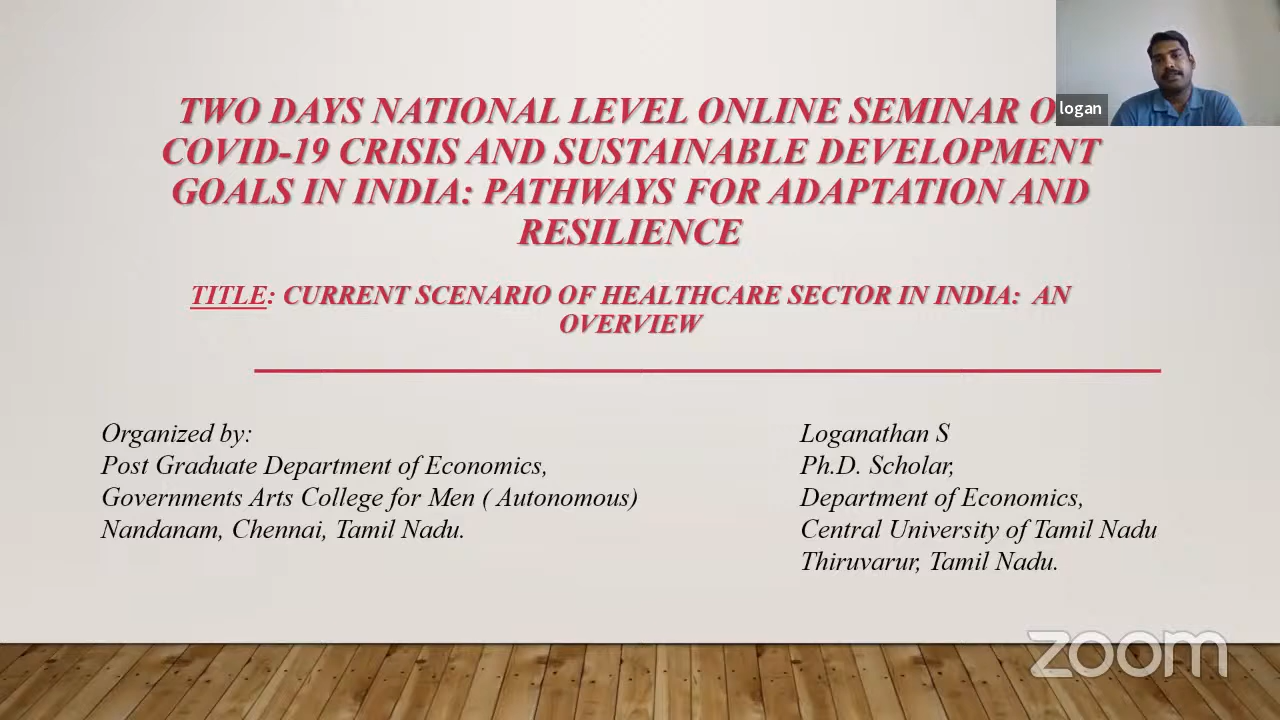 TWO DAYS NATIONAL LEVEL ONLINE SEMINAR
logan
COVID-19 CRISIS AND SUSTAINABLE DEVELOPMENT
GOALS IN INDIA: PATHWAYS FOR ADAPTATION AND
RESILIENCE
TITLE: CURRENT SCENARIO OF HEALTHCARE SECTOR IN INDIA: AN
OVERVIEW
Organized by:
Post Graduate Department of Economics,
Governments Arts College for Men ( Autonomous)
Nandanam, Chennai, Tamil Nadu.
Loganathan S
Ph.D. Scholar,
Department of Economics,
Central University of Tamil Nadu
Thiruvarur, Tamil Nadu.
zoom